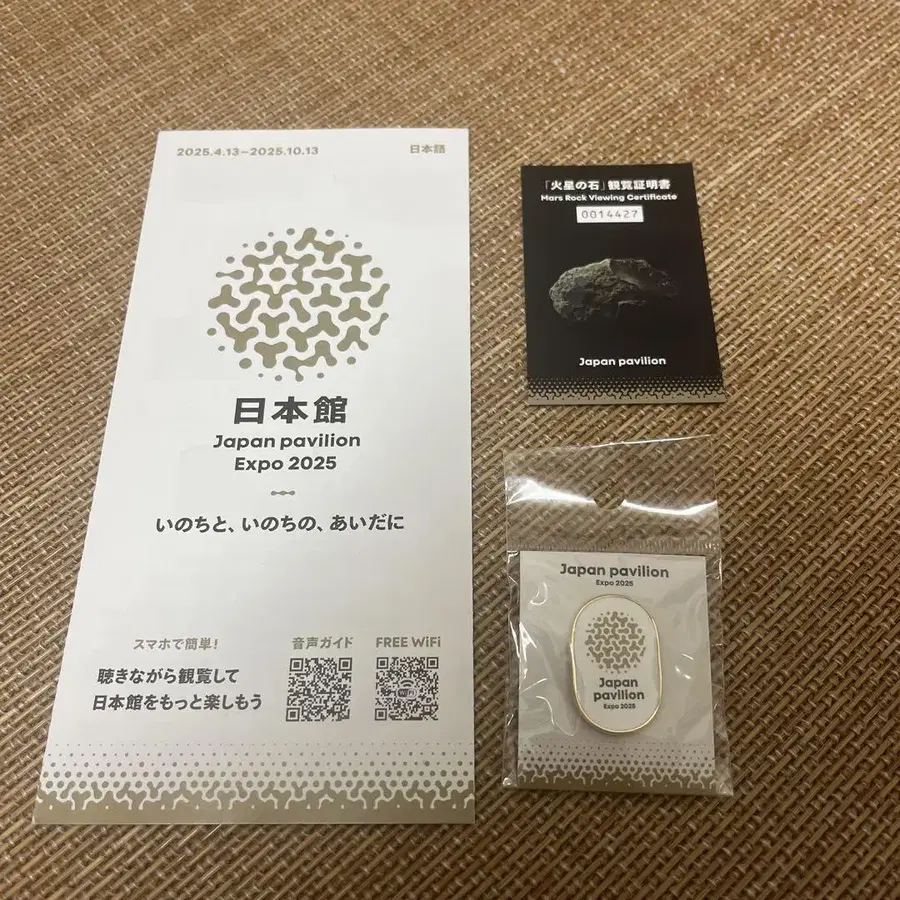 2025.4.13–2025.10.13
日本語
日本館
Japan pavilion
Expo 2025
いのちと、いのちの、あいだに
スマホで簡単!
聴きながら観覧して
日本館をもっと楽しもう
音声ガイド
FREE WiFi
WiFi
「火星の石」観覧証明書
Mars Rock Viewing Certificate
0014427
Japan pavilion
Japan pavilion
Expo 2025
Japan
pavilion
Expo 2025